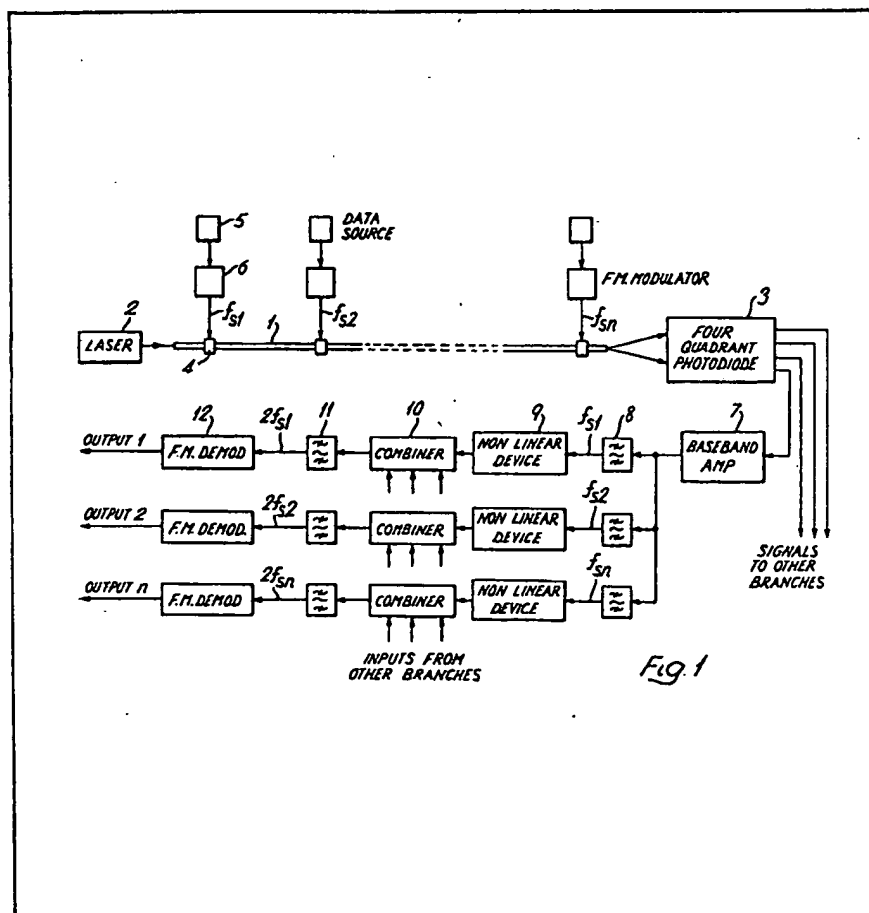 5
DATA
SOURCE
6
F.M. MODULATOR
3
2
fs1
1
fs2
fsn
LASER
4
FOUR
QUADRANT
PHOTODIODE
12
2fs1
11
10
9
fs1
8
7
OUTPUT 1
F.M. DEMOD
COMBINER
NON LINEAR
DEVICE
BASEBAND
AMP
2fs2
fs2
OUTPUT 2
F.M. DEMOD.
COMBINER
NON LINEAR
DEVICE
SIGNALS
TO OTHER
BRANCHES
2fsn
fsn
OUTPUT n
F.M. DEMOD
COMBINER
NON LINEAR
DEVICE
INPUTS FROM
OTHER BRANCHES
Fig. 1